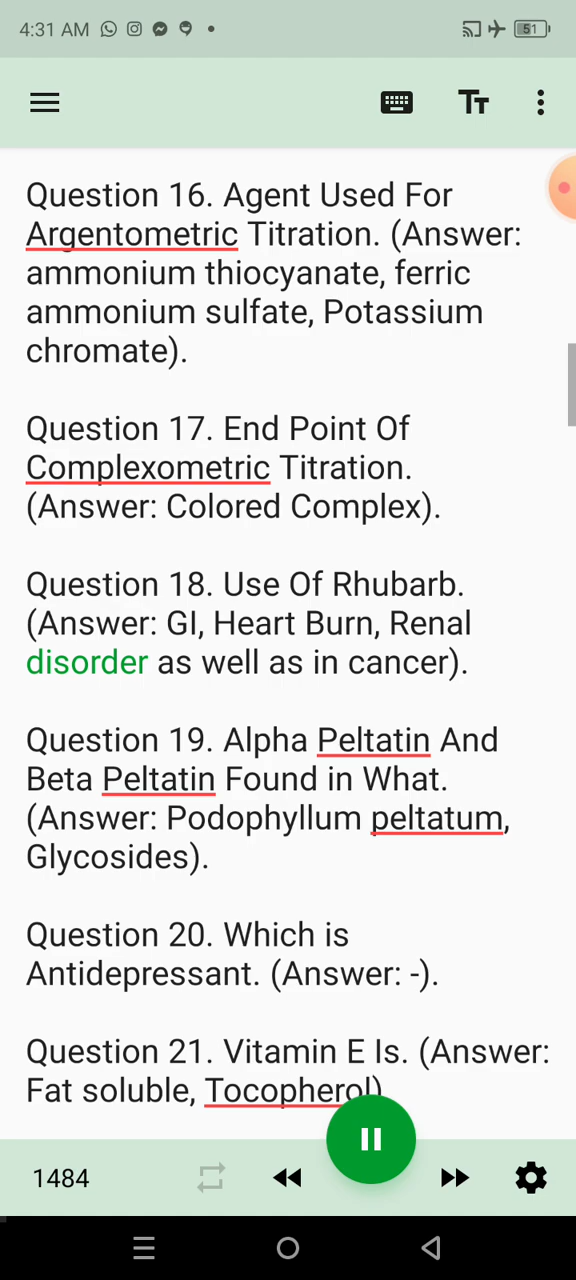 4:31 AM
51
Question 16. Agent Used For
Argentometric Titration. (Answer:
ammonium thiocyanate, ferric
ammonium sulfate, Potassium
chromate).
Question 17. End Point Of
Complexometric Titration.
(Answer: Colored Complex).
Question 18. Use Of Rhubarb.
(Answer: GI, Heart Burn, Renal
disorder as well as in cancer).
Question 19. Alpha Peltatin And
Beta Peltatin Found in What.
(Answer: Podophyllum peltatum,
Glycosides).
Question 20. Which is
Antidepressant. (Answer: -).
Question 21. Vitamin E Is. (Answer:
Fat soluble, Tocopherol)
1484